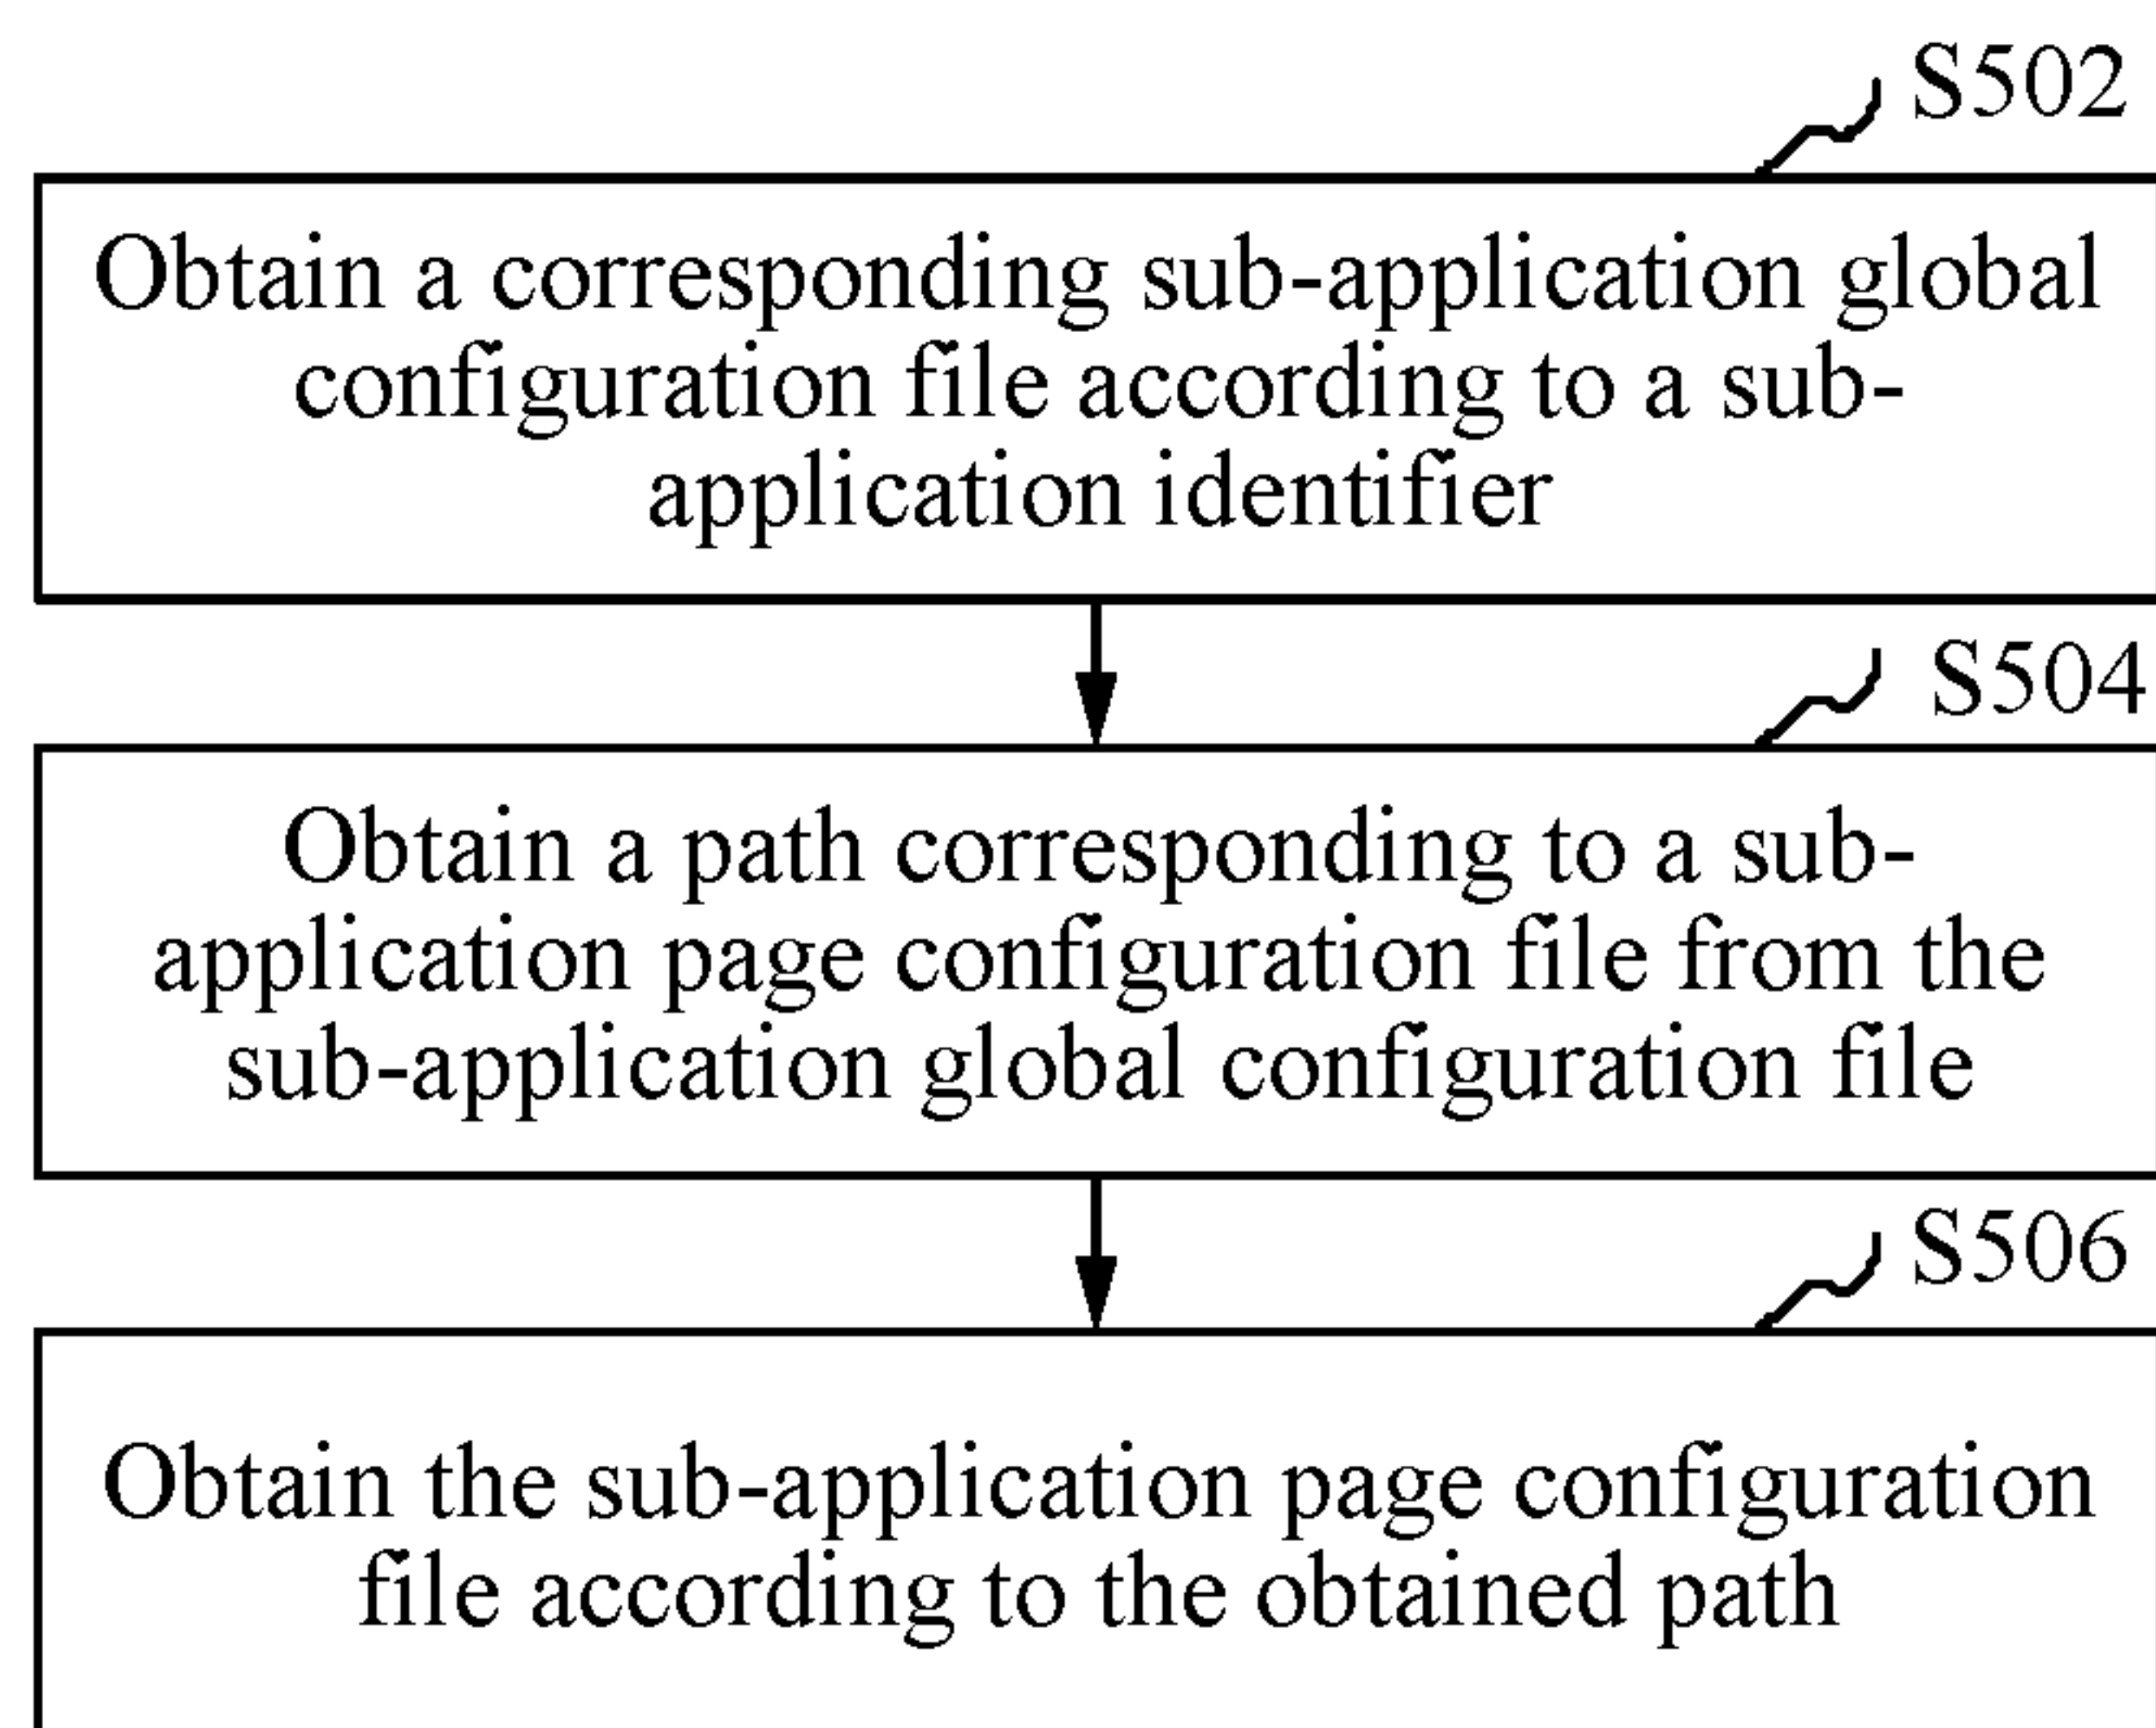 S502
Obtain a corresponding sub-application global
configuration file according to a sub-
application identifier
S504
Obtain a path corresponding to a sub-
application page configuration file from the
sub-application global configuration file
S506
Obtain the sub-application page configuration
file according to the obtained path